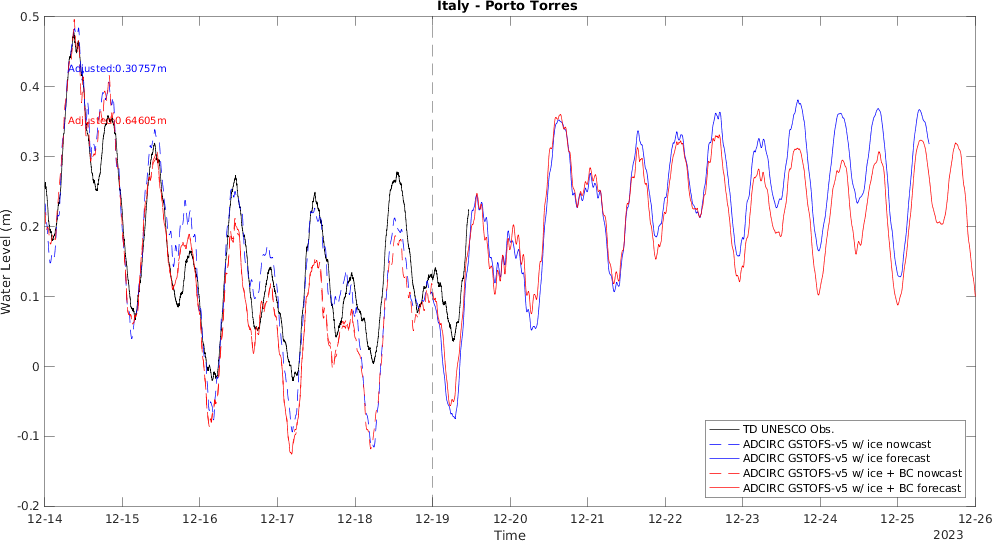 Italy - Porto Torres
0.5
0.4
0.3
0.2
0.1
0
-0.1
-0.2
Water Level (m)
Adjusted:0.30757m
Adjusted:0.64605m
TD UNESCO Obs.
ADCIRC GSTOFS-v5 w/ ice nowcast
ADCIRC GSTOFS-v5 w/ ice forecast
ADCIRC GSTOFS-v5 w/ ice + BC nowcast
ADCIRC GSTOFS-v5 w/ ice + BC forecast
12-14 12-15 12-16 12-17 12-18 12-19 12-20 12-21 12-22 12-23 12-24 12-25 12-26
Time
2023